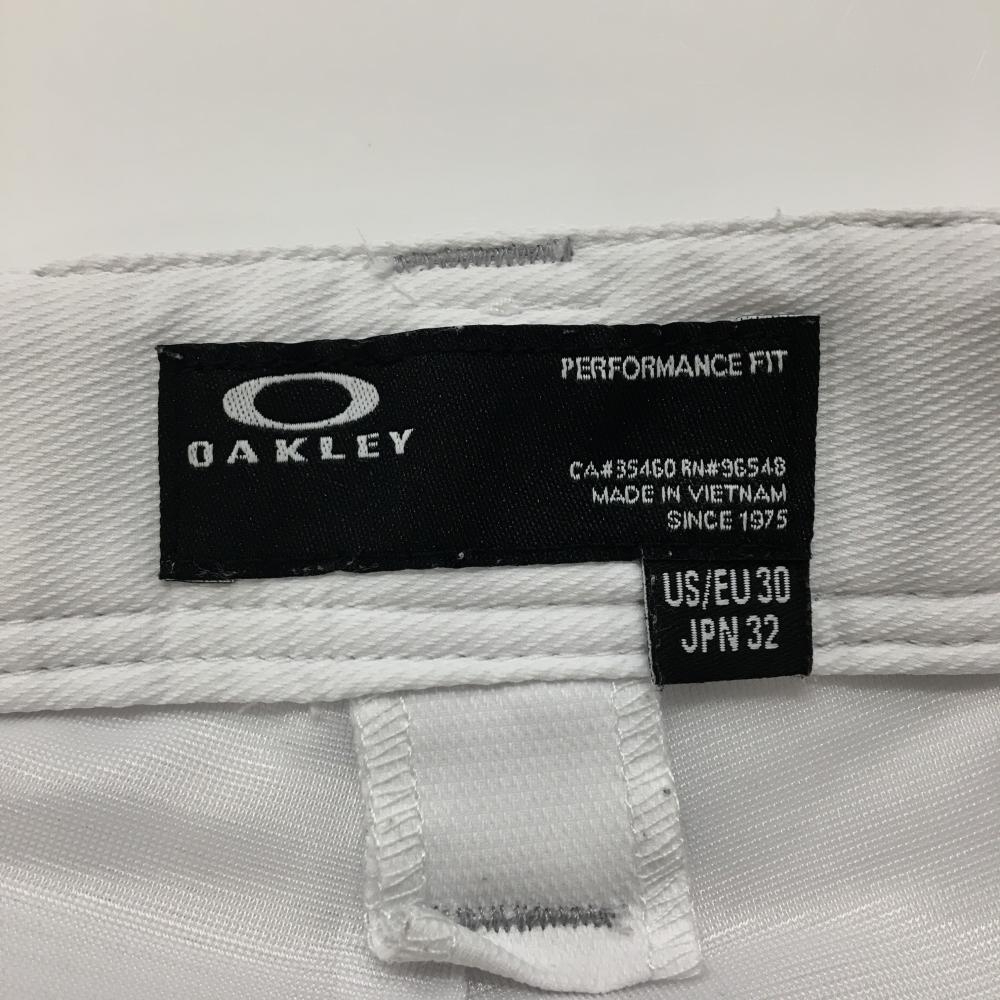 OAKLEY
PERFORMANCE FIT
CA#35460 RN#96548
MADE IN VIETNAM
SINCE 1975
US/EU 30
JPN 32